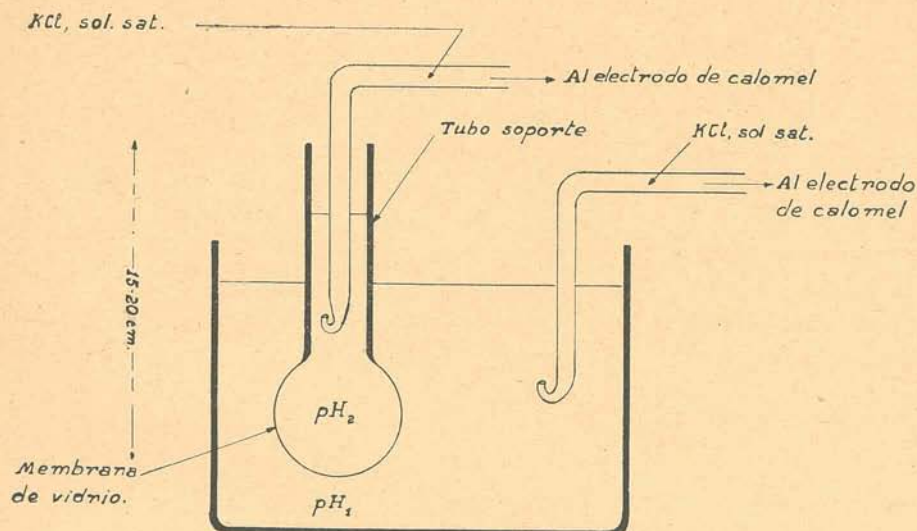 KCl, sol. sat.
Al electrodo de calomel
Tubo soporte
KCl, sol sat.
Al electrodo
de calomel
15-20 cm.
pH₂
Membrana
de vidrio.
pH₁